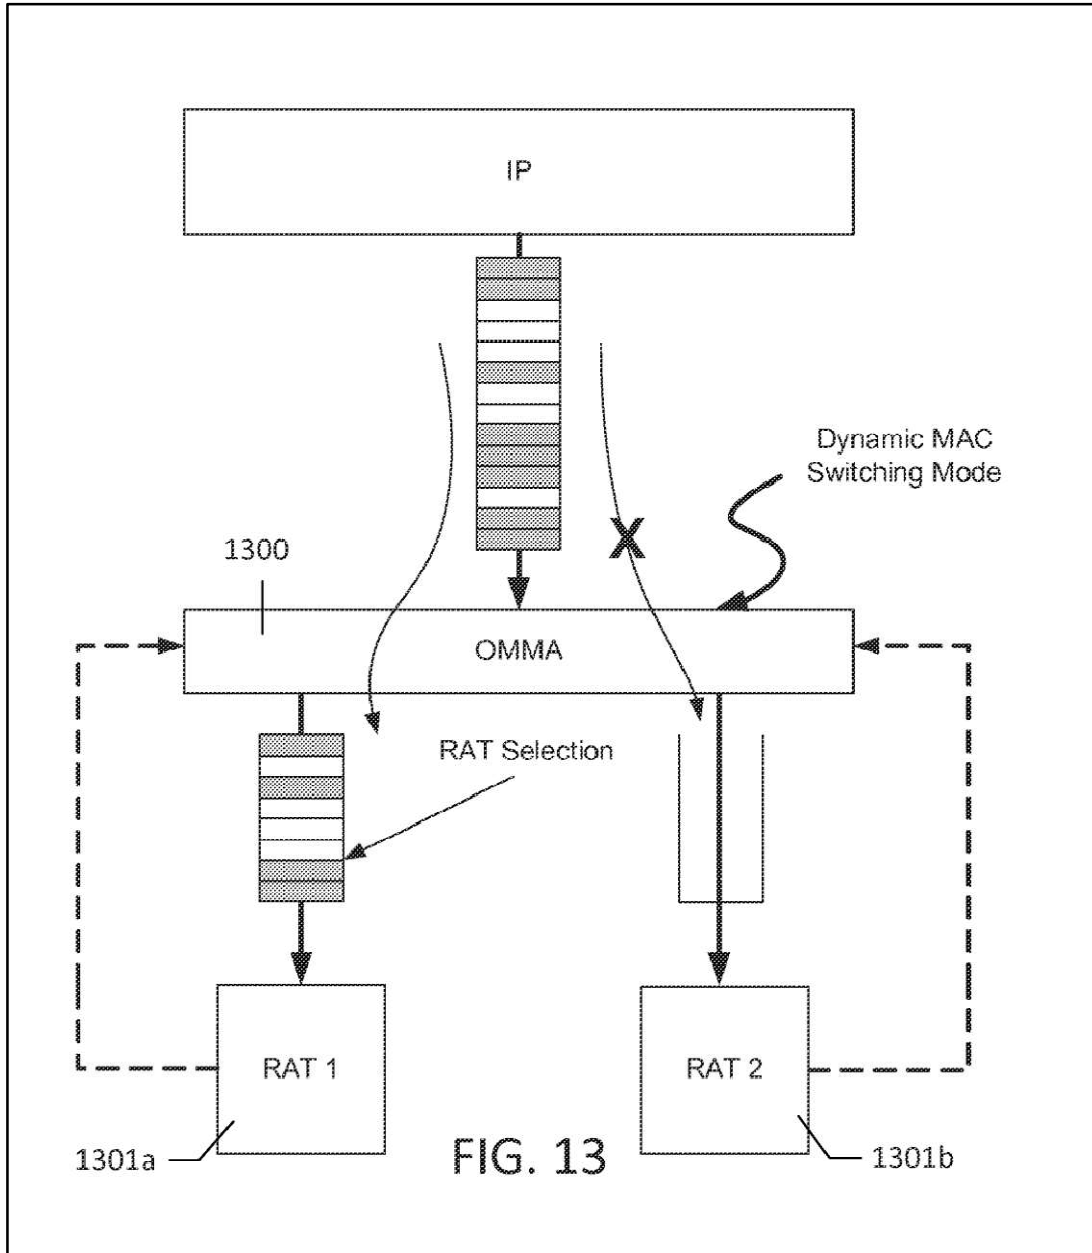 IP
Dynamic MAC
Switching Mode
X
1300
OMMA
RAT Selection
RAT 1
RAT 2
1301a
FIG. 13
1301b